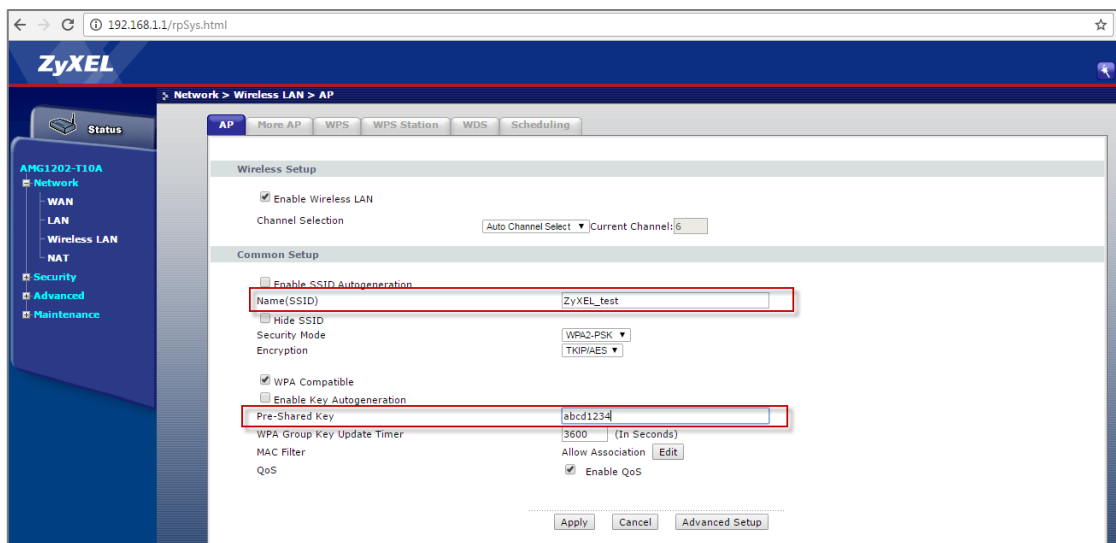 192.168.1.1/rpSys.html
ZyXEL
Network > Wireless LAN > AP
Status
AP More AP WPS WPS Station WDS Scheduling
AMG1202-T10A
Network
WAN
LAN
Wireless LAN
NAT
Security
Advanced
Maintenance
Wireless Setup
Enable Wireless LAN
Channel Selection Auto Channel Select Current Channel: 6
Common Setup
Enable SSID Autogeneration
Name(SSID) ZyXEL_test
Hide SSID
Security Mode WPA2-PSK
Encryption TKIP/AES
WPA Compatible
Enable Key Autogeneration
Pre-Shared Key abcd1234
WPA Group Key Update Timer 3600 (In Seconds)
MAC Filter Allow Association Edit
QoS Enable QoS
Apply Cancel Advanced Setup